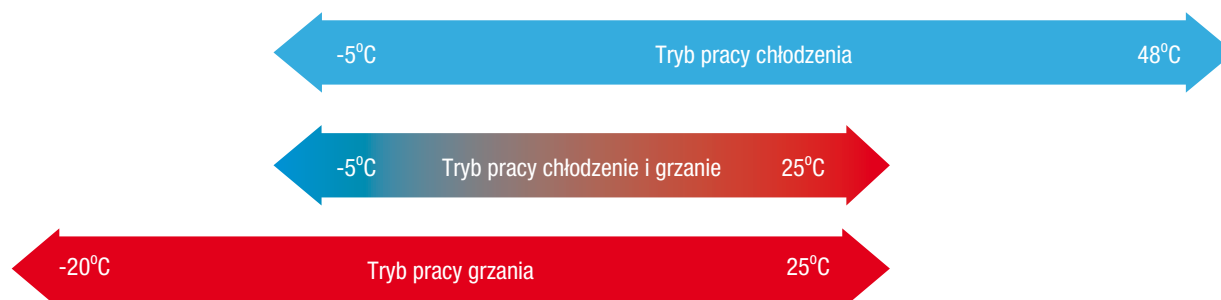 -5°C Tryb pracy chłodzenia 48°C
-5°C Tryb pracy chłodzenie i grzanie 25°C
-20°C Tryb pracy grzania 25°C